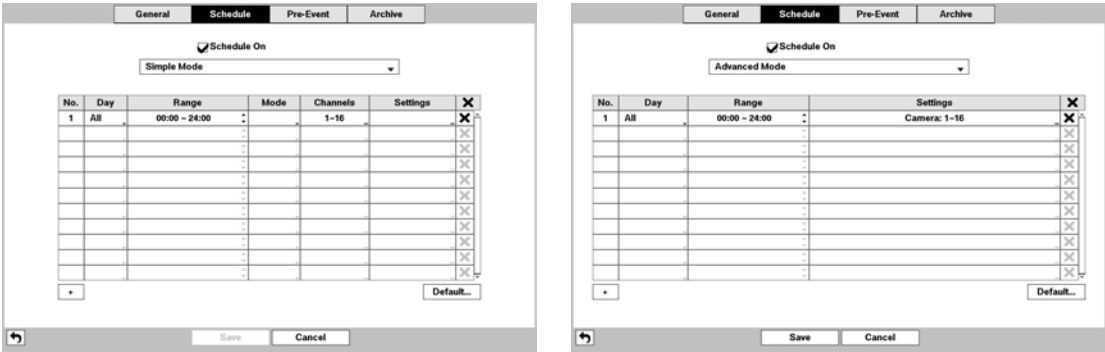 General Schedule Pre-Event Archive
Schedule On
Simple Mode
No. Day Range Mode Channels Settings X
1 All 00:00 ~ 24:00 1~16
+ Default...
Save Cancel
General Schedule Pre-Event Archive
Schedule On
Advanced Mode
No. Day Range Settings X
1 All 00:00 ~ 24:00 Camera: 1~16
+ Default...
Save Cancel